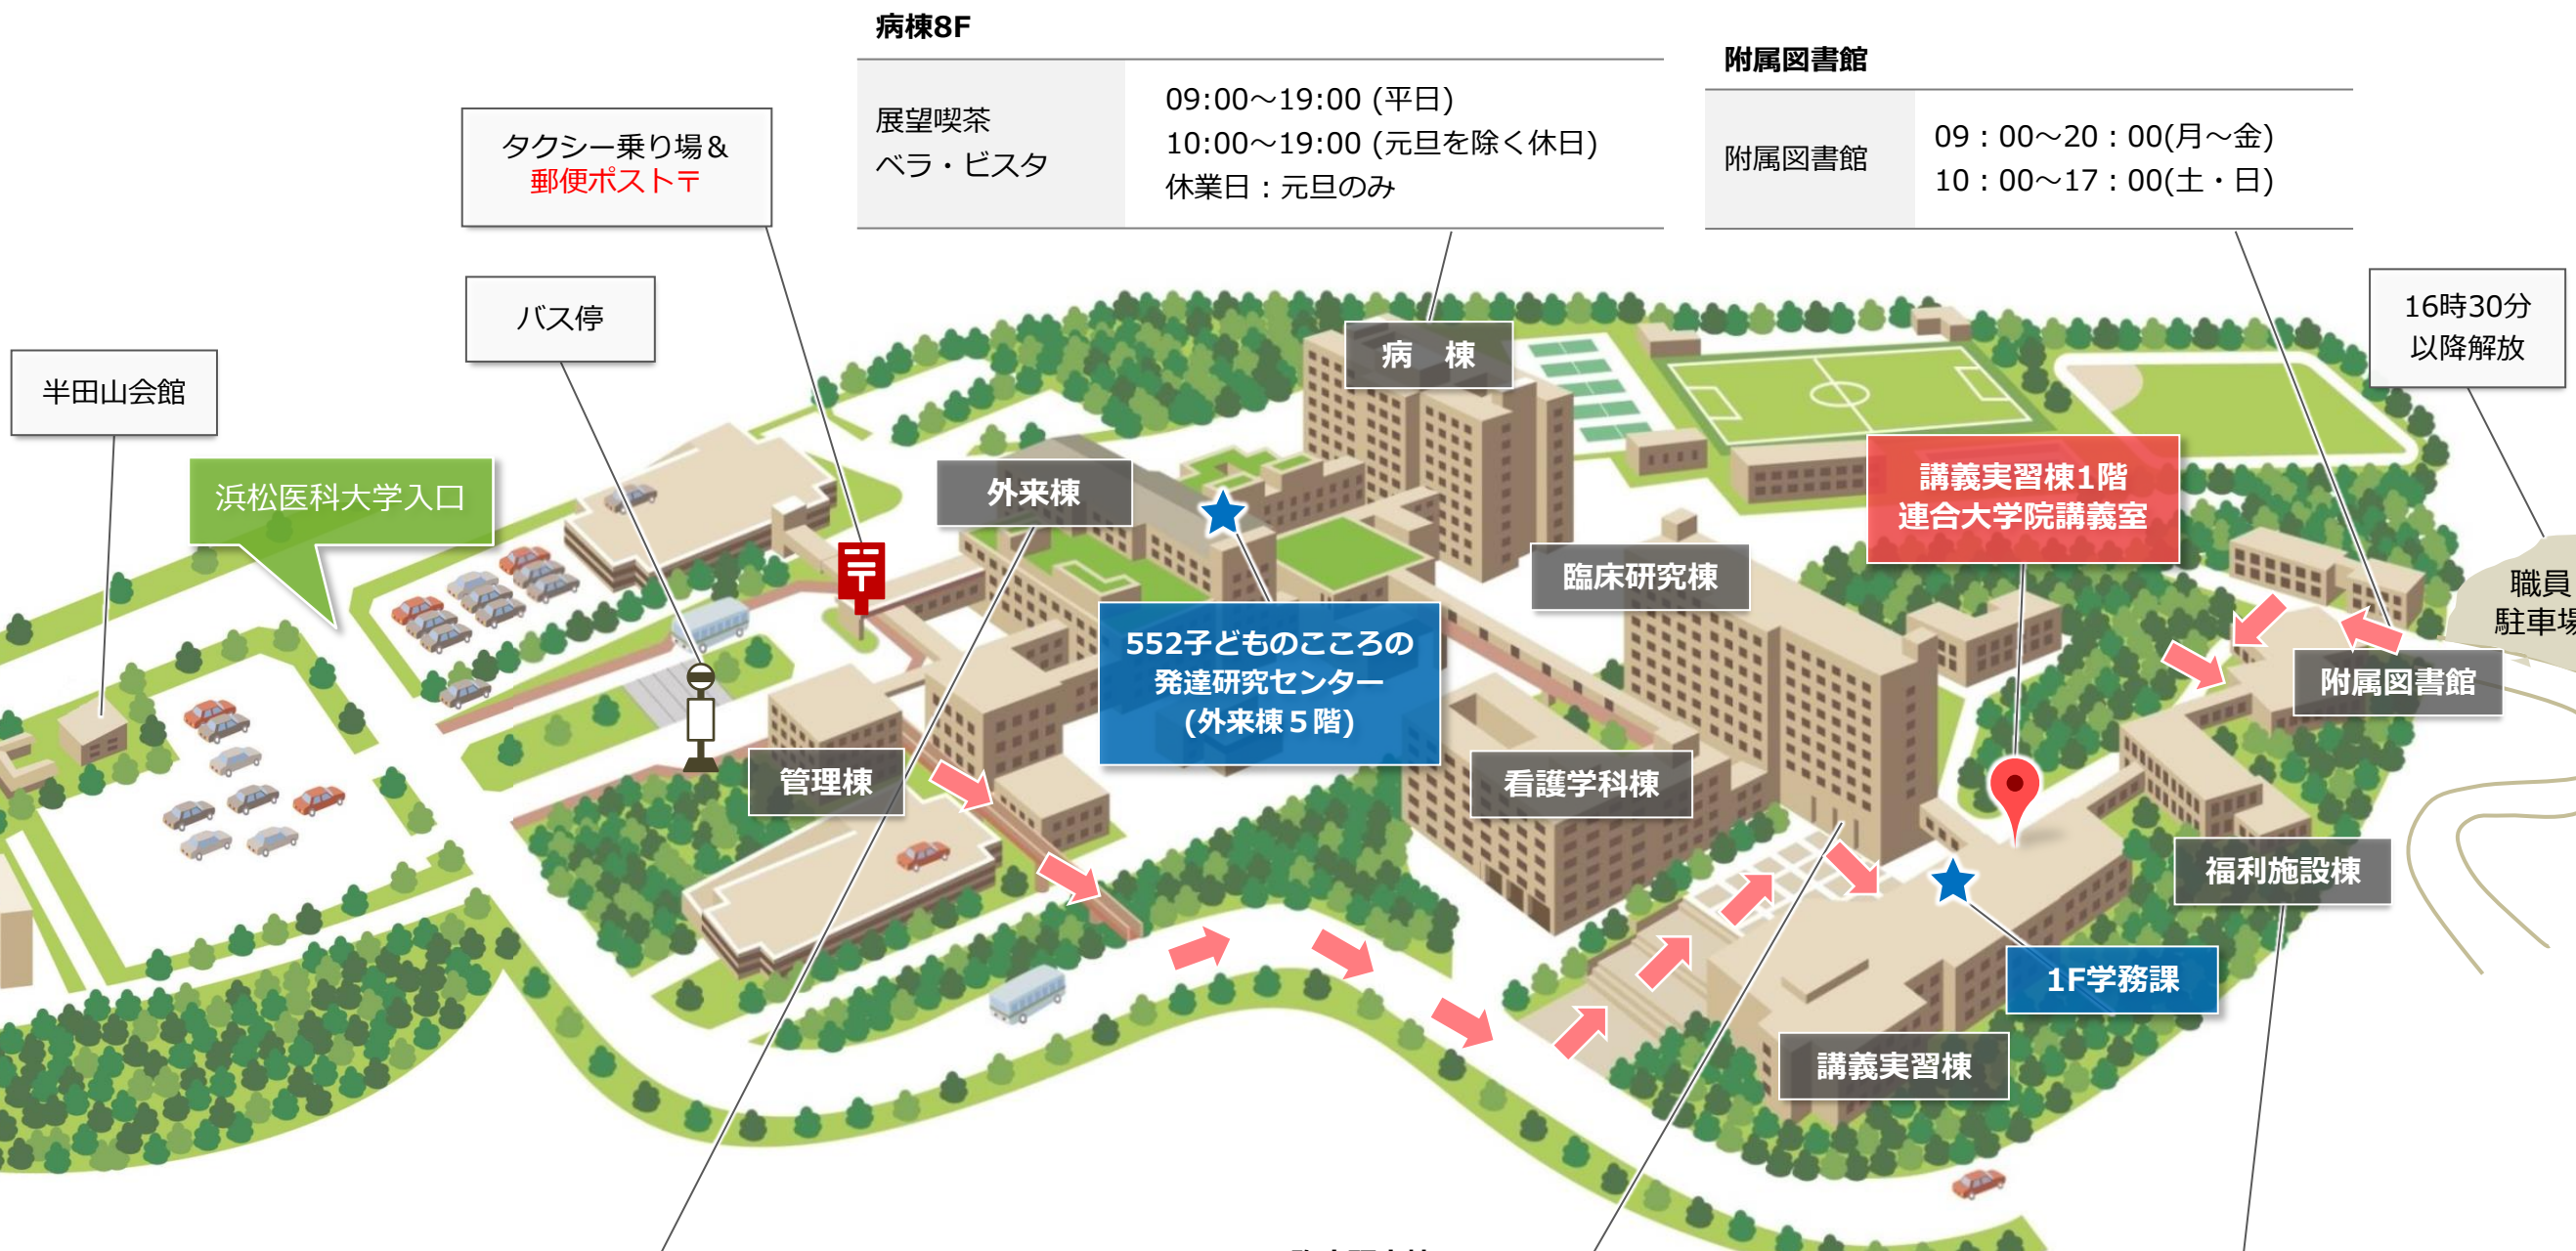 病棟8F
展望喫茶
ベラ・ビスタ
09:00～19:00 (平日)
10:00～19:00 (元旦を除く休日)
休業日：元旦のみ
附属図書館
附属図書館
09：00～20：00(月～金)
10：00～17：00(土・日)
タクシー乗り場＆
郵便ポスト〒
バス停
半田山会館
浜松医科大学入口
16時30分
以降解放
職員
駐車場
病　棟
外来棟
〒
講義実習棟1階
連合大学院講義室
臨床研究棟
552子どものこころの
発達研究センター
(外来棟５階)
附属図書館
管理棟
看護学科棟
福利施設棟
1F学務課
講義実習棟